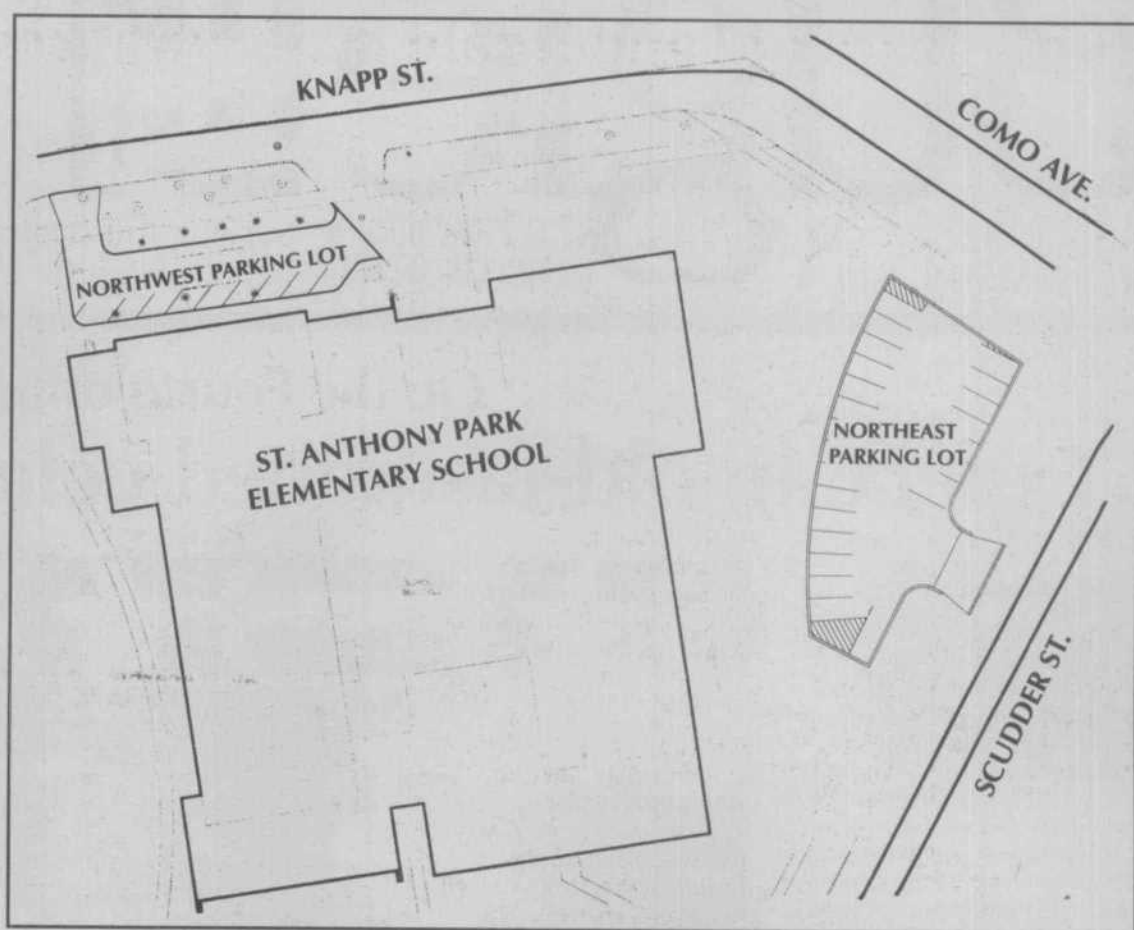 KNAPP ST.
COMO AVE.
NORTHWEST PARKING LOT
ST. ANTHONY PARK
ELEMENTARY SCHOOL
NORTHEAST
PARKING LOT
SCUDDER ST.